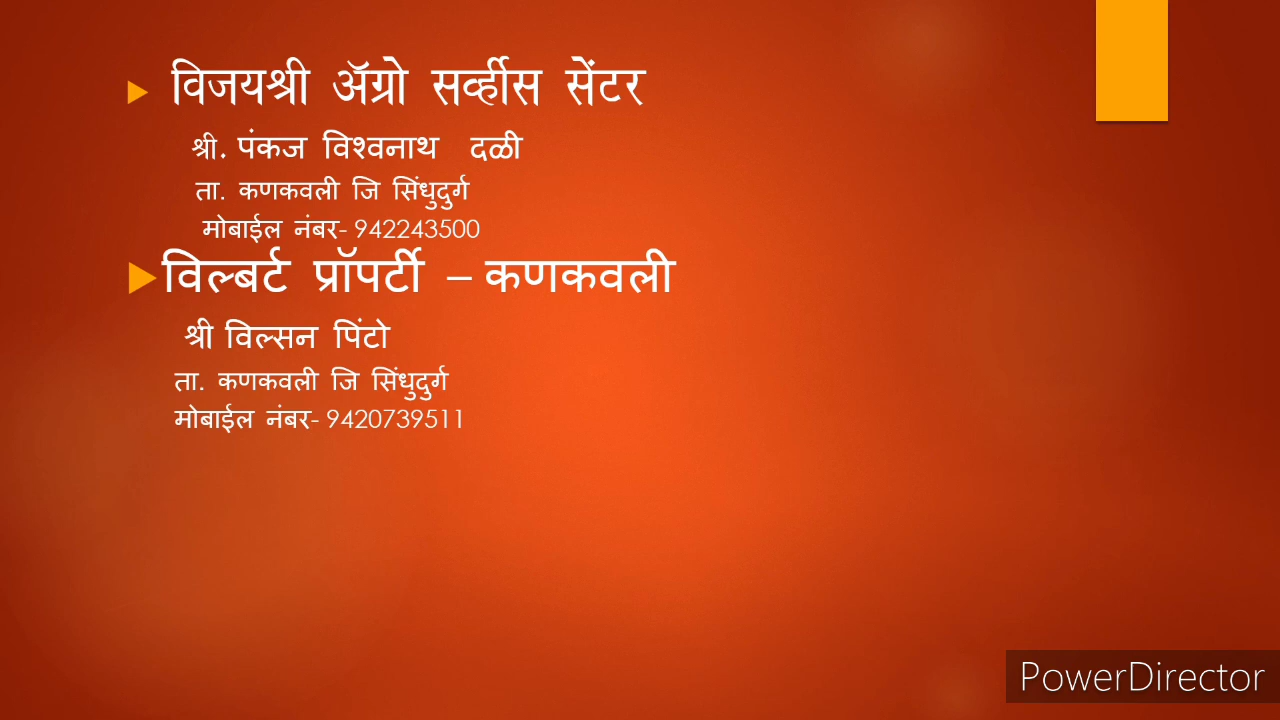 विजयश्री ॲग्रो सर्व्हीस सेंटर
श्री. पंकज विश्वनाथ दळी
ता. कणकवली जि सिंधुदुर्ग
मोबाईल नंबर- 942243500
विल्बर्ट प्रॉपर्टी – कणकवली
श्री विल्सन पिंटो
ता. कणकवली जि सिंधुदुर्ग
मोबाईल नंबर- 9420739511
PowerDirector